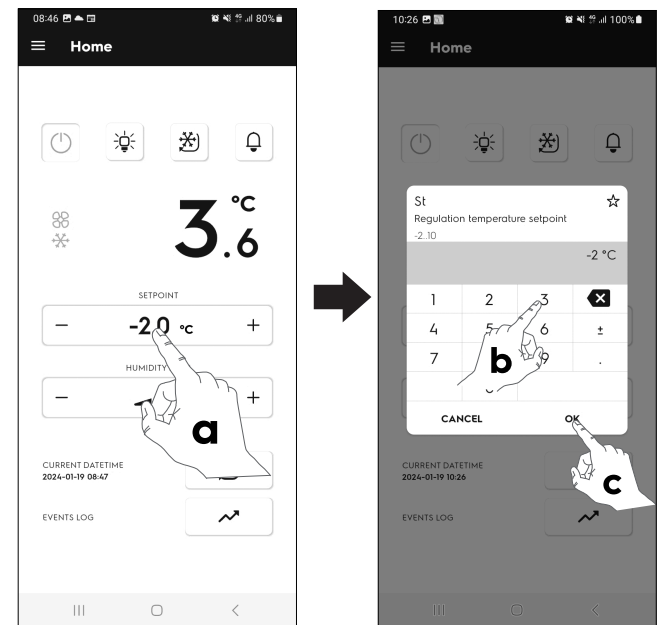 08:46 4G 80%
Home
3.6 °C
SETPOINT
− -2.0 °C +
HUMIDITY
− +
a
CURRENT DATETIME
2024-01-19 08:47
EVENTS LOG
10:26 4G 100%
Home
St
Regulation temperature setpoint
-2..10
-2 °C
1 2 3
4 5 6 ±
7 9 .
b
CANCEL OK
c
CURRENT DATETIME
2024-01-19 10:26
EVENTS LOG